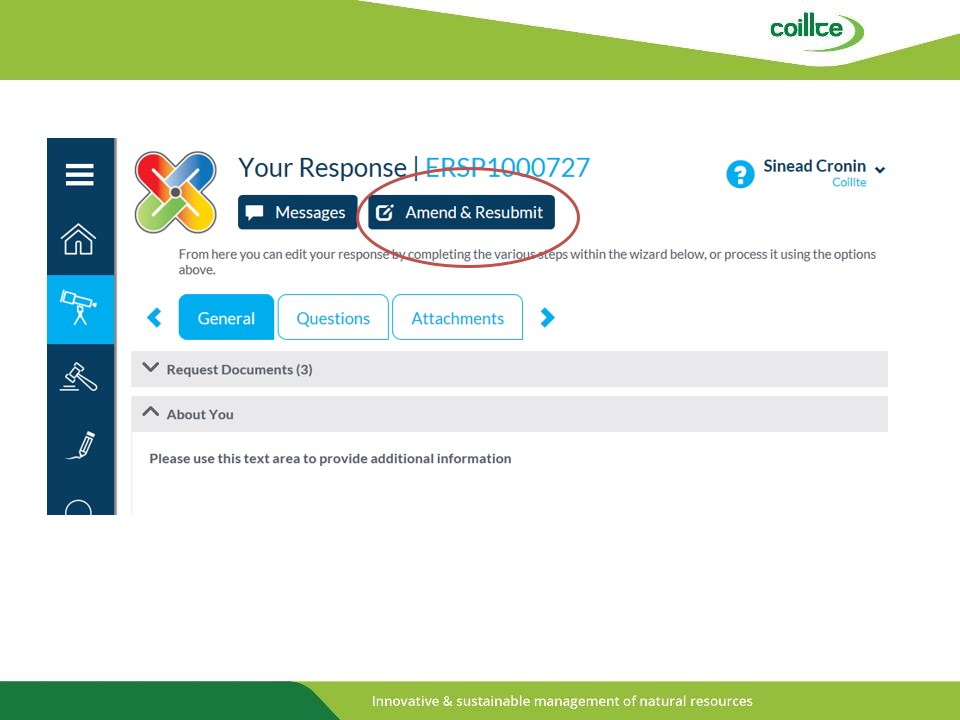 coillte
Your Response | ERSP1000727
Sinead Cronin
Coillte
Messages
Amend & Resubmit
From here you can edit your response by completing the various steps within the wizard below, or process it using the options
above.
General
Questions
Attachments
Request Documents (3)
About You
Please use this text area to provide additional information
Innovative & sustainable management of natural resources